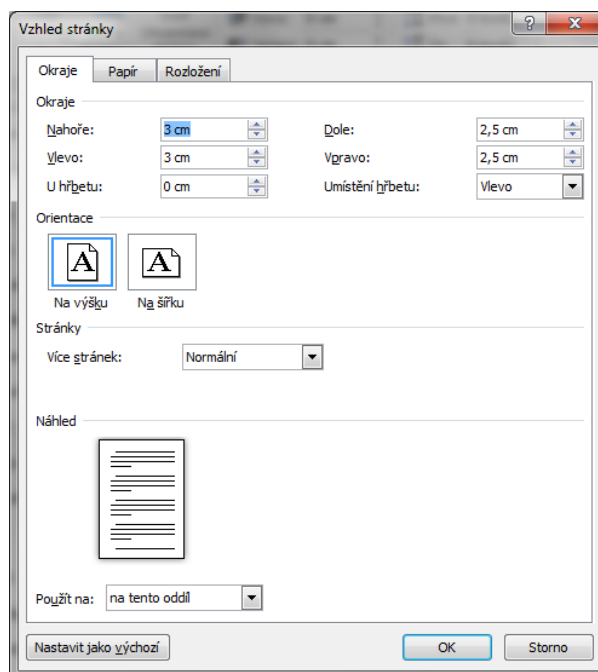 Vzhled stránky
Okraje Papír Rozložení
Okraje
Nahoře: 3 cm Dole: 2,5 cm
Vlevo: 3 cm Vpravo: 2,5 cm
U hřbetu: 0 cm Umístění hřbetu: Vlevo
Orientace
A A
Na výšku Na šířku
Stránky
Více stránek: Normální
Náhled
Použít na: na tento oddíl
Nastavit jako výchozí OK Storno